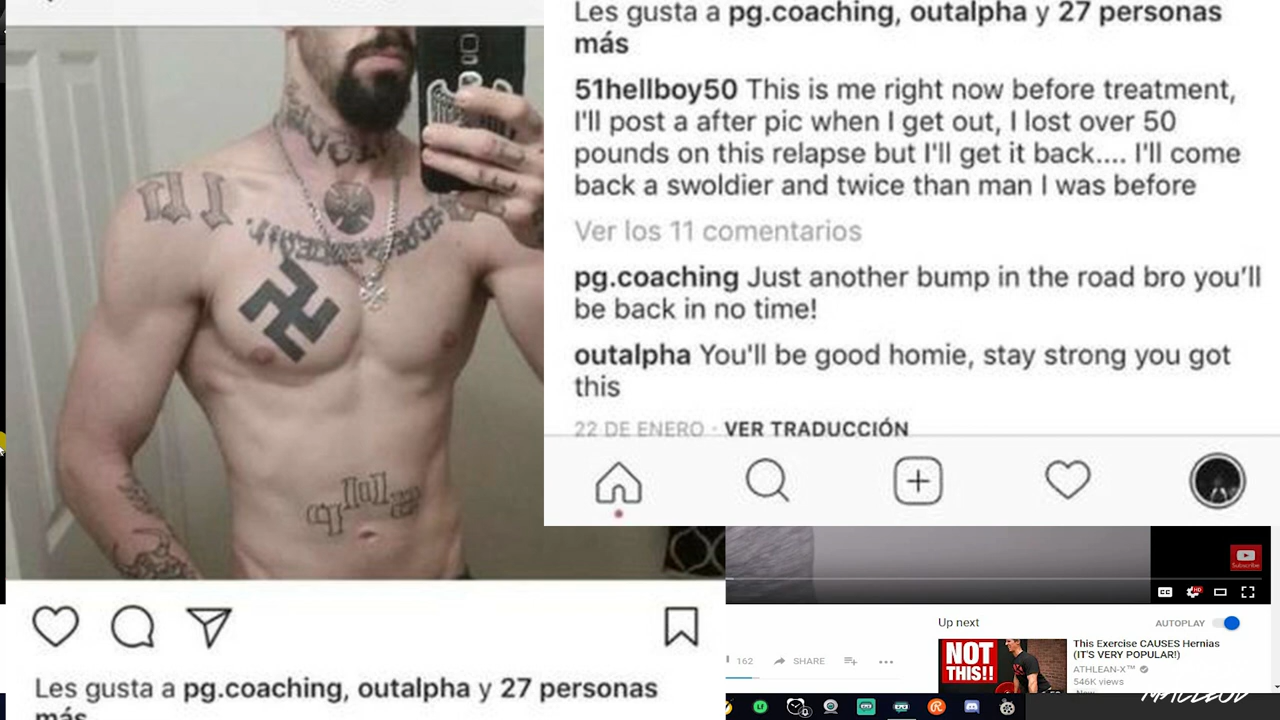 Les gusta a pg.coaching, outalpha y 27 personas
más
51hellboy50 This is me right now before treatment,
I'll post a after pic when I get out, I lost over 50
pounds on this relapse but I'll get it back.... I'll come
back a swoldier and twice than man I was before
Ver los 11 comentarios
pg.coaching Just another bump in the road bro you'll
be back in no time!
outalpha You'll be good homie, stay strong you got
this
22 DE ENERO · VER TRADUCCIÓN
Subscribe
CC
HD
Up next
AUTOPLAY
162
SHARE
NOT
THIS!!
This Exercise CAUSES Hernias
(IT'S VERY POPULAR!)
ATHLEAN-X™
546K views
MACLEOD
Les gusta a pg.coaching, outalpha y 27 personas
más